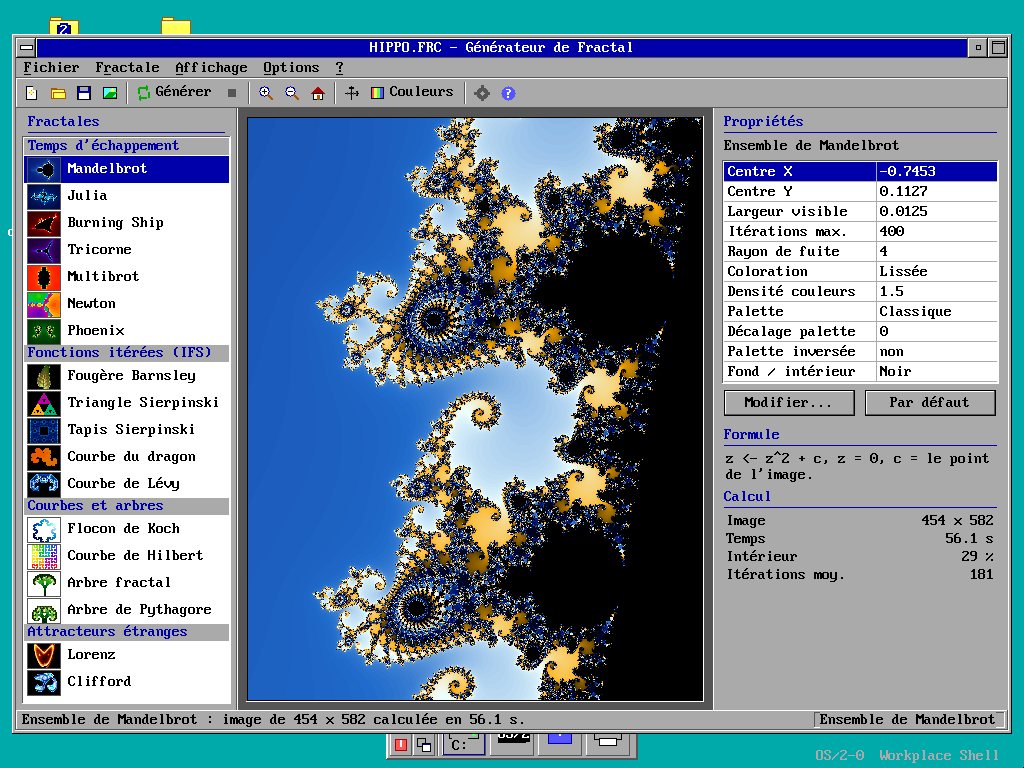 HIPPO.FRC - Générateur de Fractal
Fichier Fractale Affichage Options ?
Générer Couleurs
Fractales
Temps d'échappement
Mandelbrot
Julia
Burning Ship
Tricorne
Multibrot
Newton
Phoenix
Fonctions itérées (IFS)
Fougère Barnsley
Triangle Sierpinski
Tapis Sierpinski
Courbe du dragon
Courbe de Lévy
Courbes et arbres
Flocon de Koch
Courbe de Hilbert
Arbre fractal
Arbre de Pythagore
Attracteurs étranges
Lorenz
Clifford
Propriétés
Ensemble de Mandelbrot
Centre X -0.7453
Centre Y 0.1127
Largeur visible 0.0125
Itérations max. 400
Rayon de fuite 4
Coloration Lissée
Densité couleurs 1.5
Palette Classique
Décalage palette 0
Palette inversée non
Fond / intérieur Noir
Modifier... Par défaut
Formule
z <- z^2 + c, z = 0, c = le point
de l'image.
Calcul
Image 454 × 582
Temps 56.1 s
Intérieur 29 %
Itérations moy. 181
Ensemble de Mandelbrot : image de 454 × 582 calculée en 56.1 s. Ensemble de Mandelbrot
C:
OS/2-0 Workplace Shell